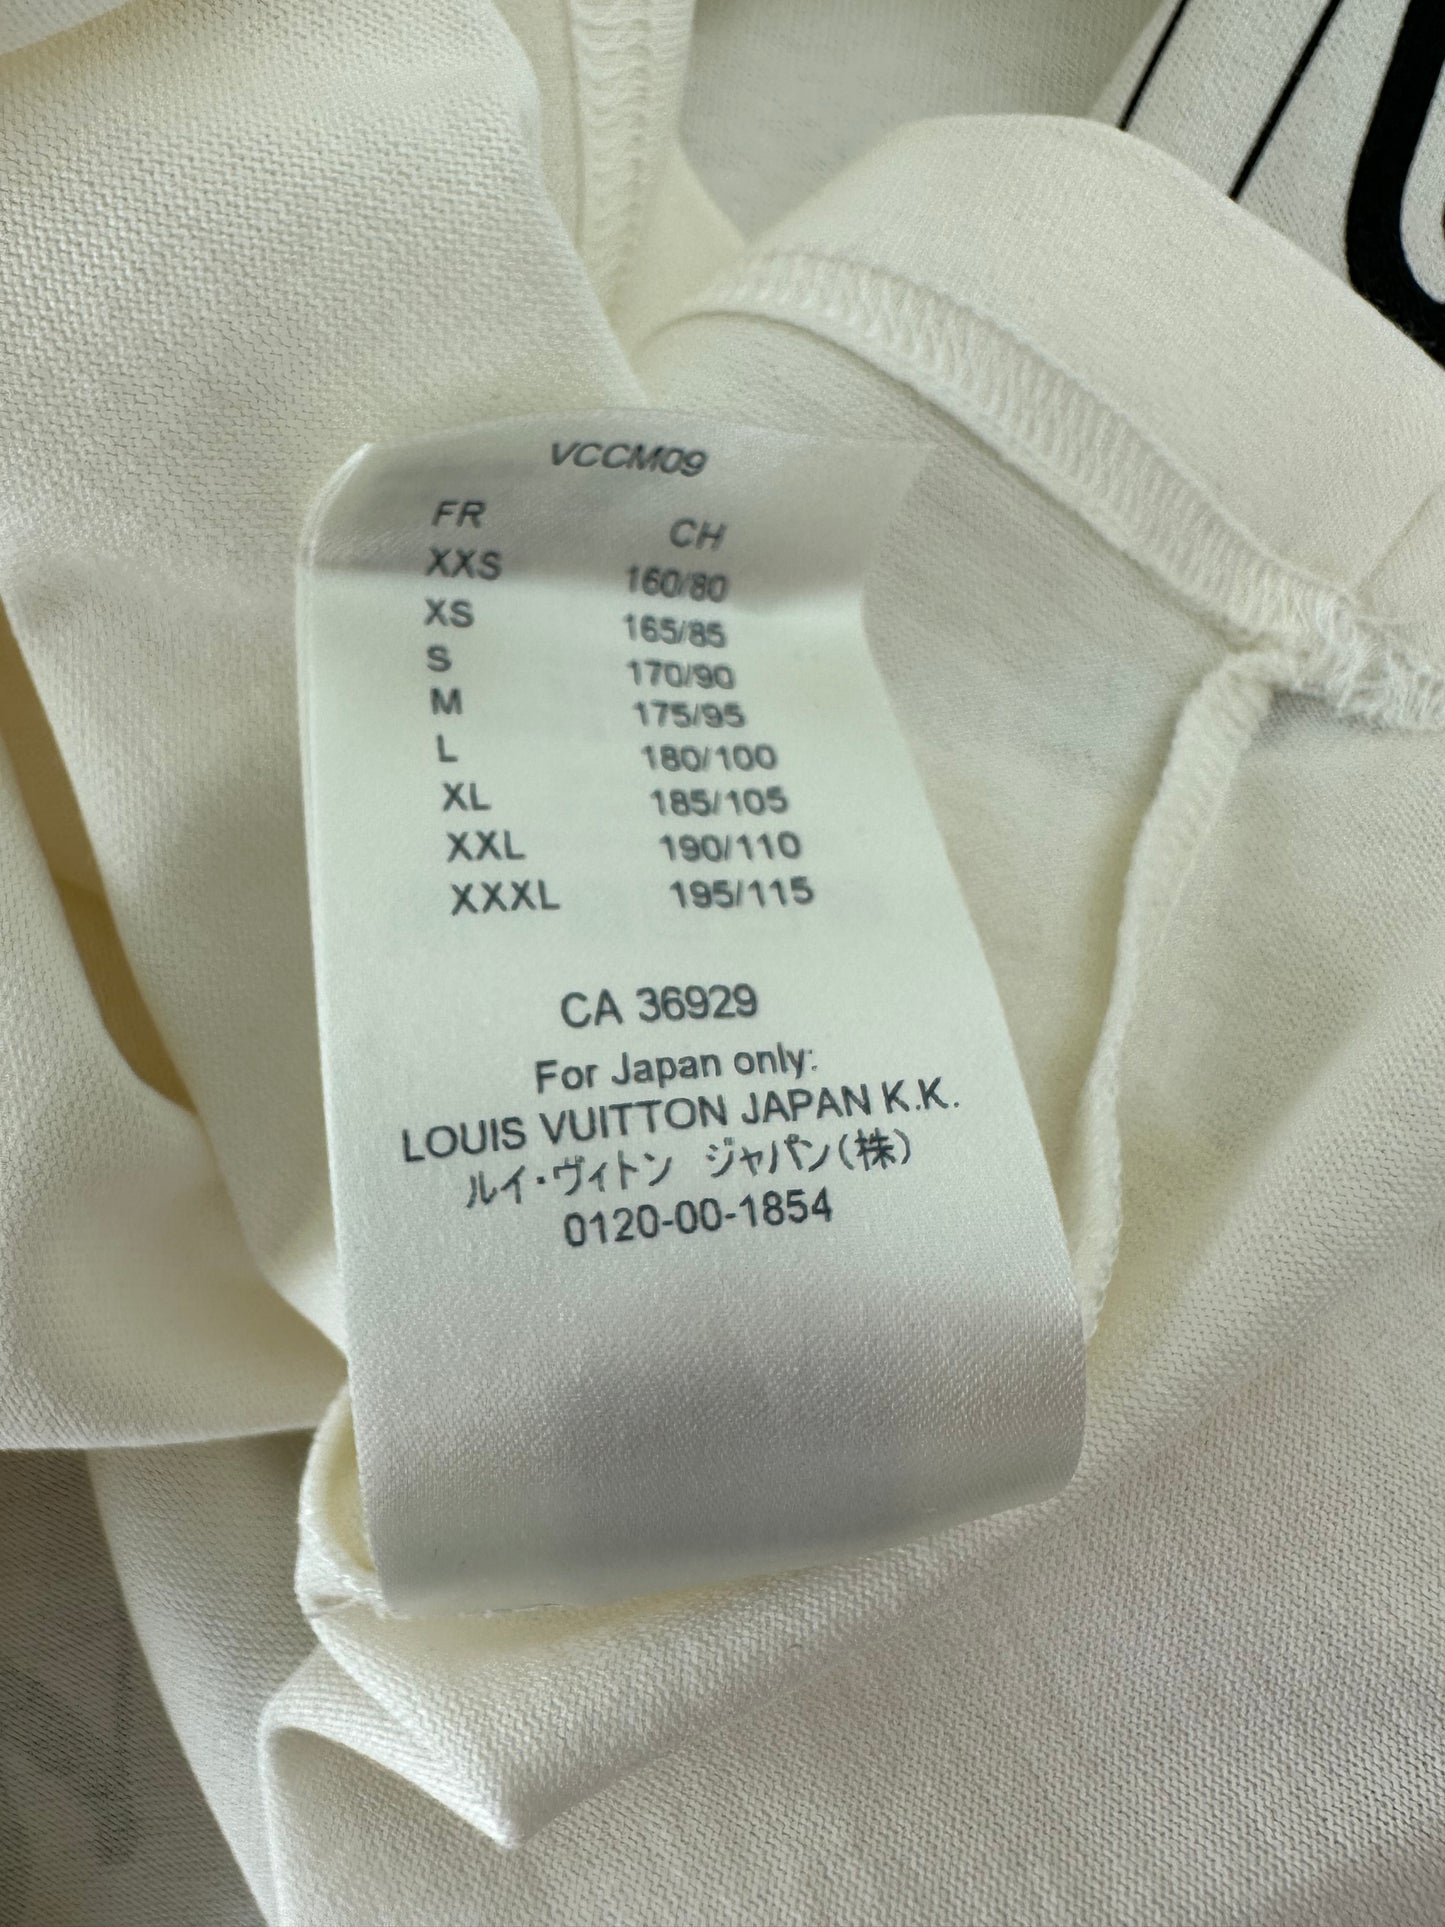 VCCM09
FR CH
XXS 160/80
XS 165/85
S 170/90
M 175/95
L 180/100
XL 185/105
XXL 190/110
XXXL 195/115
CA 36929
For Japan only:
LOUIS VUITTON JAPAN K.K.
ルイ・ヴィトン ジャパン(株)
0120-00-1854